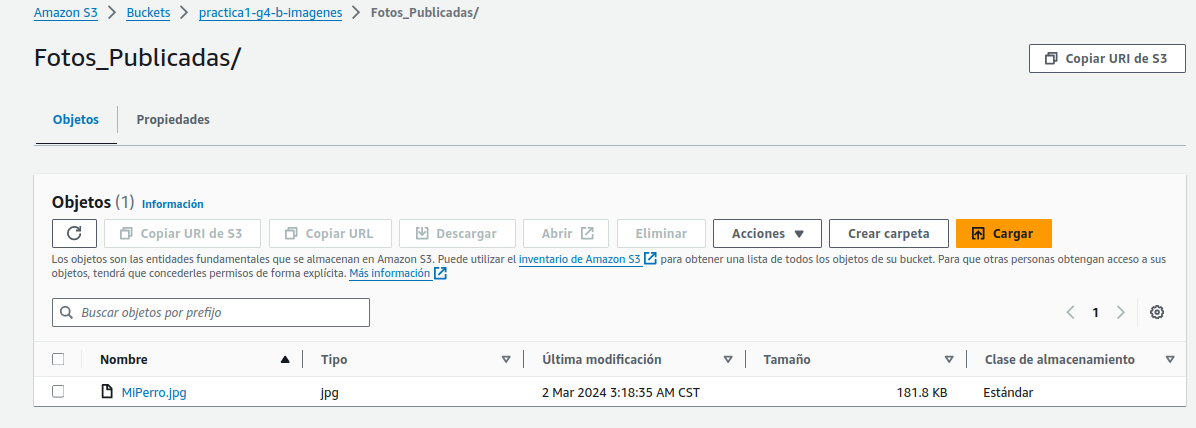 Amazon S3 > Buckets > practica1-g4-b-imagenes > Fotos_Publicadas/
Fotos_Publicadas/
Copiar URI de S3
Objetos Propiedades
Objetos (1) Información
Copiar URI de S3 Copiar URL Descargar Abrir Eliminar Acciones Crear carpeta Cargar
Los objetos son las entidades fundamentales que se almacenan en Amazon S3. Puede utilizar el inventario de Amazon S3 para obtener una lista de todos los objetos de su bucket. Para que otras personas obtengan acceso a sus
objetos, tendrá que concederles permisos de forma explícita. Más información
Buscar objetos por prefijo
1
Nombre Tipo Última modificación Tamaño Clase de almacenamiento
MiPerro.jpg jpg 2 Mar 2024 3:18:35 AM CST 181.8 KB Estándar